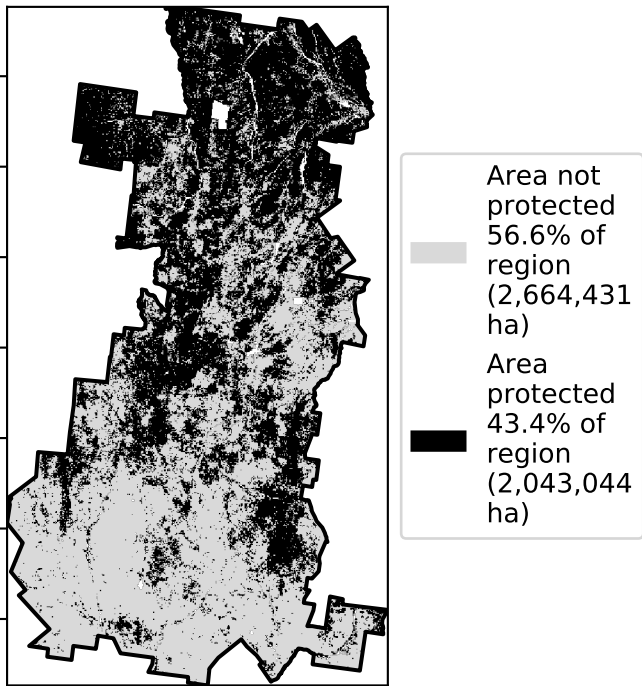 Area not
protected
56.6% of
region
(2,664,431
ha)
Area
protected
43.4% of
region
(2,043,044
ha)